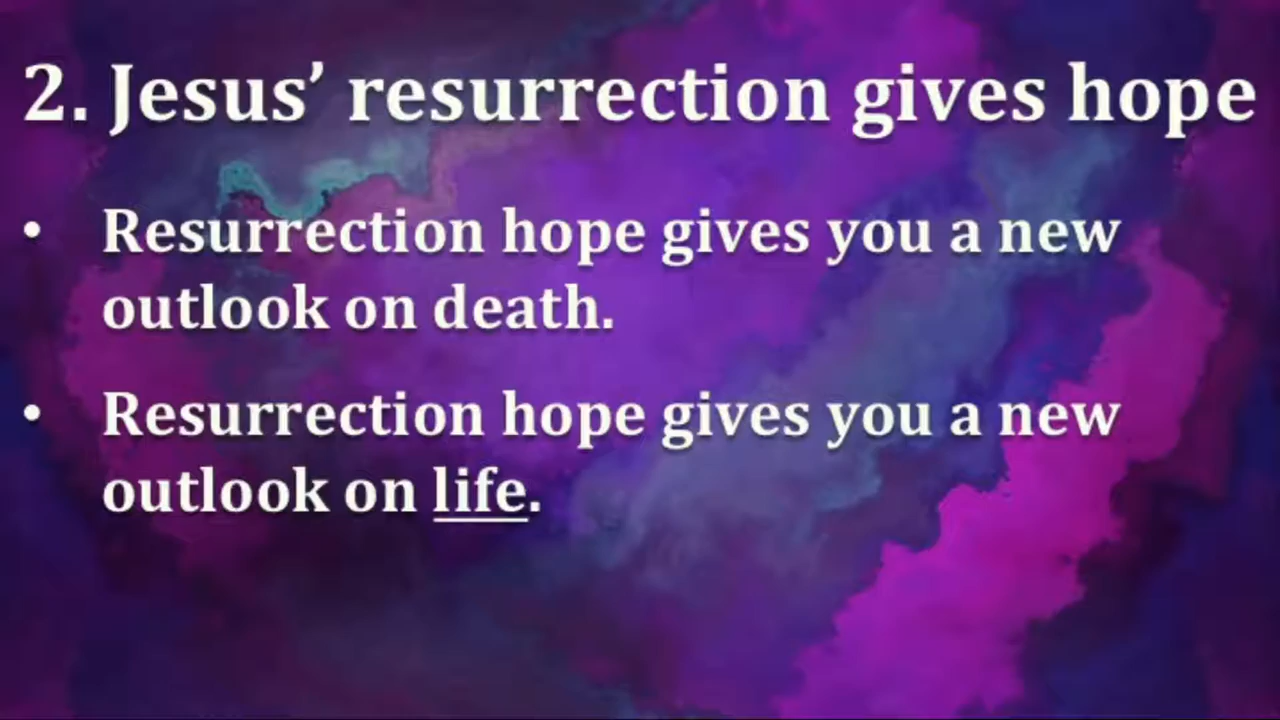 2. Jesus’ resurrection gives hope
• Resurrection hope gives you a new
outlook on death.
• Resurrection hope gives you a new
outlook on life.